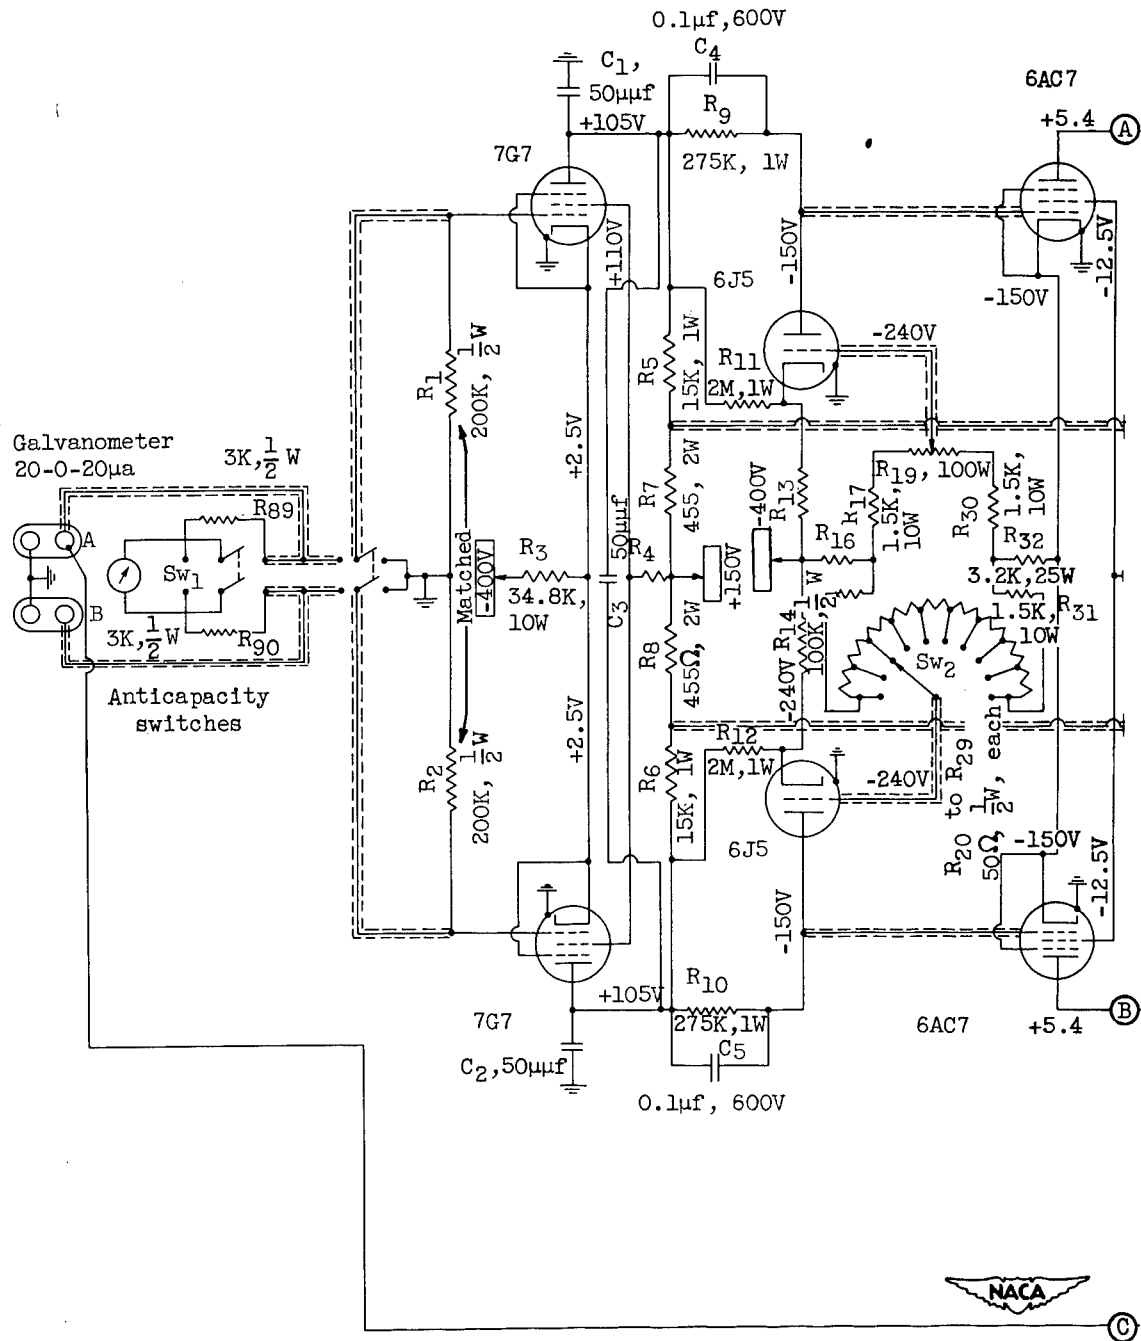 0.1μf,600V
C4
C1,
50μμf
R9
6AC7
+105V
+5.4
A
7G7
275K, 1W
+110V
-150V
6J5
-12.5V
-150V
-240V
R1
200K, 1/2 W
R5
15K, 1W
R11
2M,1W
Galvanometer
20-0-20μa
3K, 1/2 W
+2.5V
R7
455, 2W
-400V
R13
R17
1.5K,
10W
R19, 100W
R30
1.5K,
10W
R89
A
Sw1
Matched
-400V
R3
34.8K,
10W
50μμf
C3
R4
+150V
R16
R32
3.2K,25W
1.5K, R31
10W
B
3K, 1/2 W
R90
R8
455Ω, 2W
R14
100K, 1/2 W
-240V
Sw2
Anticapacity
switches
R2
200K, 1/2 W
+2.5V
R6
15K, 1W
R12
2M,1W
-240V
R20 to R29
50Ω, 1/2 W, each
6J5
-150V
-150V
-12.5V
7G7
+105V
R10
275K,1W
6AC7
+5.4
B
C2,50μμf
C5
0.1μf, 600V
NACA
C